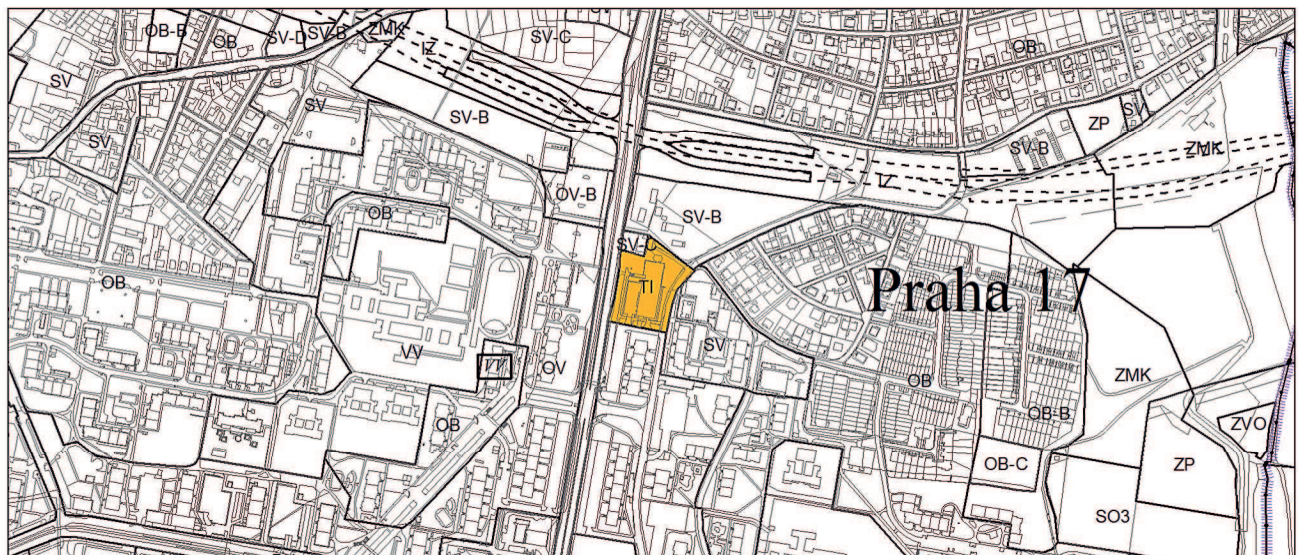 OB-B
OB
SV-D
SV-B
ZMK
SV-C
OB
SV
IZ
SV
SV-B
ZP
SV
SV
SV-B
ZMK
IZ
OV-B
OB
SV-B
SV-C
OB
TI
Praha 17
VV
VV
OV
SV
OB
ZMK
OB-B
OB
ZVO
OB-C
ZP
SO3